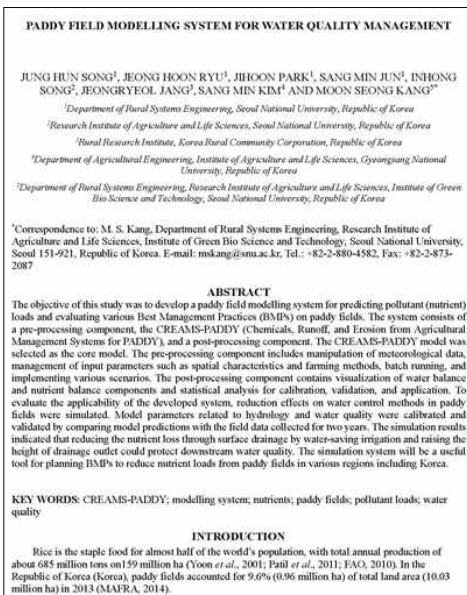 PADDY FIELD MODELLING SYSTEM FOR WATER QUALITY MANAGEMENT
JUNG HUN SONG¹, JEONG HOON RYU¹, JIHOON PARK¹, SANG MIN JUN¹, INHONG
SONG², JEONGRYEOL JANG³, SANG MIN KIM⁴ AND MOON SEONG KANG⁵*
¹Department of Rural Systems Engineering, Seoul National University, Republic of Korea
²Research Institute of Agriculture and Life Sciences, Seoul National University, Republic of Korea
³Rural Research Institute, Korea Rural Community Corporation, Republic of Korea
⁴Department of Agricultural Engineering, Institute of Agriculture and Life Sciences, Gyeongsang National
University, Republic of Korea
⁵Department of Rural Systems Engineering, Research Institute of Agriculture and Life Sciences, Institute of Green
Bio Science and Technology, Seoul National University, Republic of Korea
*Correspondence to: M. S. Kang, Department of Rural Systems Engineering, Research Institute of
Agriculture and Life Sciences, Institute of Green Bio Science and Technology, Seoul National University,
Seoul 151-921, Republic of Korea. E-mail: mskang@snu.ac.kr, Tel.: +82-2-880-4582, Fax: +82-2-873-
2087
ABSTRACT
The objective of this study was to develop a paddy field modelling system for predicting pollutant (nutrient)
loads and evaluating various Best Management Practices (BMPs) on paddy fields. The system consists of
a pre-processing component, the CREAMS-PADDY (Chemicals, Runoff, and Erosion from Agricultural
Management Systems for PADDY), and a post-processing component. The CREAMS-PADDY model was
selected as the core model. The pre-processing component includes manipulation of meteorological data,
management of input parameters such as spatial characteristics and farming methods, batch running, and
implementing various scenarios. The post-processing component contains visualization of water balance
and nutrient balance components and statistical analysis for calibration, validation, and application. To
evaluate the applicability of the developed system, reduction effects on water control methods in paddy
fields were simulated. Model parameters related to hydrology and water quality were calibrated and
validated by comparing model predictions with the field data collected for two years. The simulation results
indicated that reducing the nutrient loss through surface drainage by water-saving irrigation and raising the
height of drainage outlet could protect downstream water quality. The simulation system will be a useful
tool for planning BMPs to reduce nutrient loads from paddy fields in various regions including Korea.
KEY WORDS: CREAMS-PADDY; modelling system; nutrients; paddy fields; pollutant loads; water
quality
INTRODUCTION
Rice is the staple food for almost half of the world's population, with total annual production of
about 685 million tons on159 million ha (Yoon et al., 2001; Patil et al., 2011; FAO, 2010). In the
Republic of Korea (Korea), paddy fields accounted for 9.6% (0.96 million ha) of total land area (10.03
million ha) in 2013 (MAFRA, 2014).